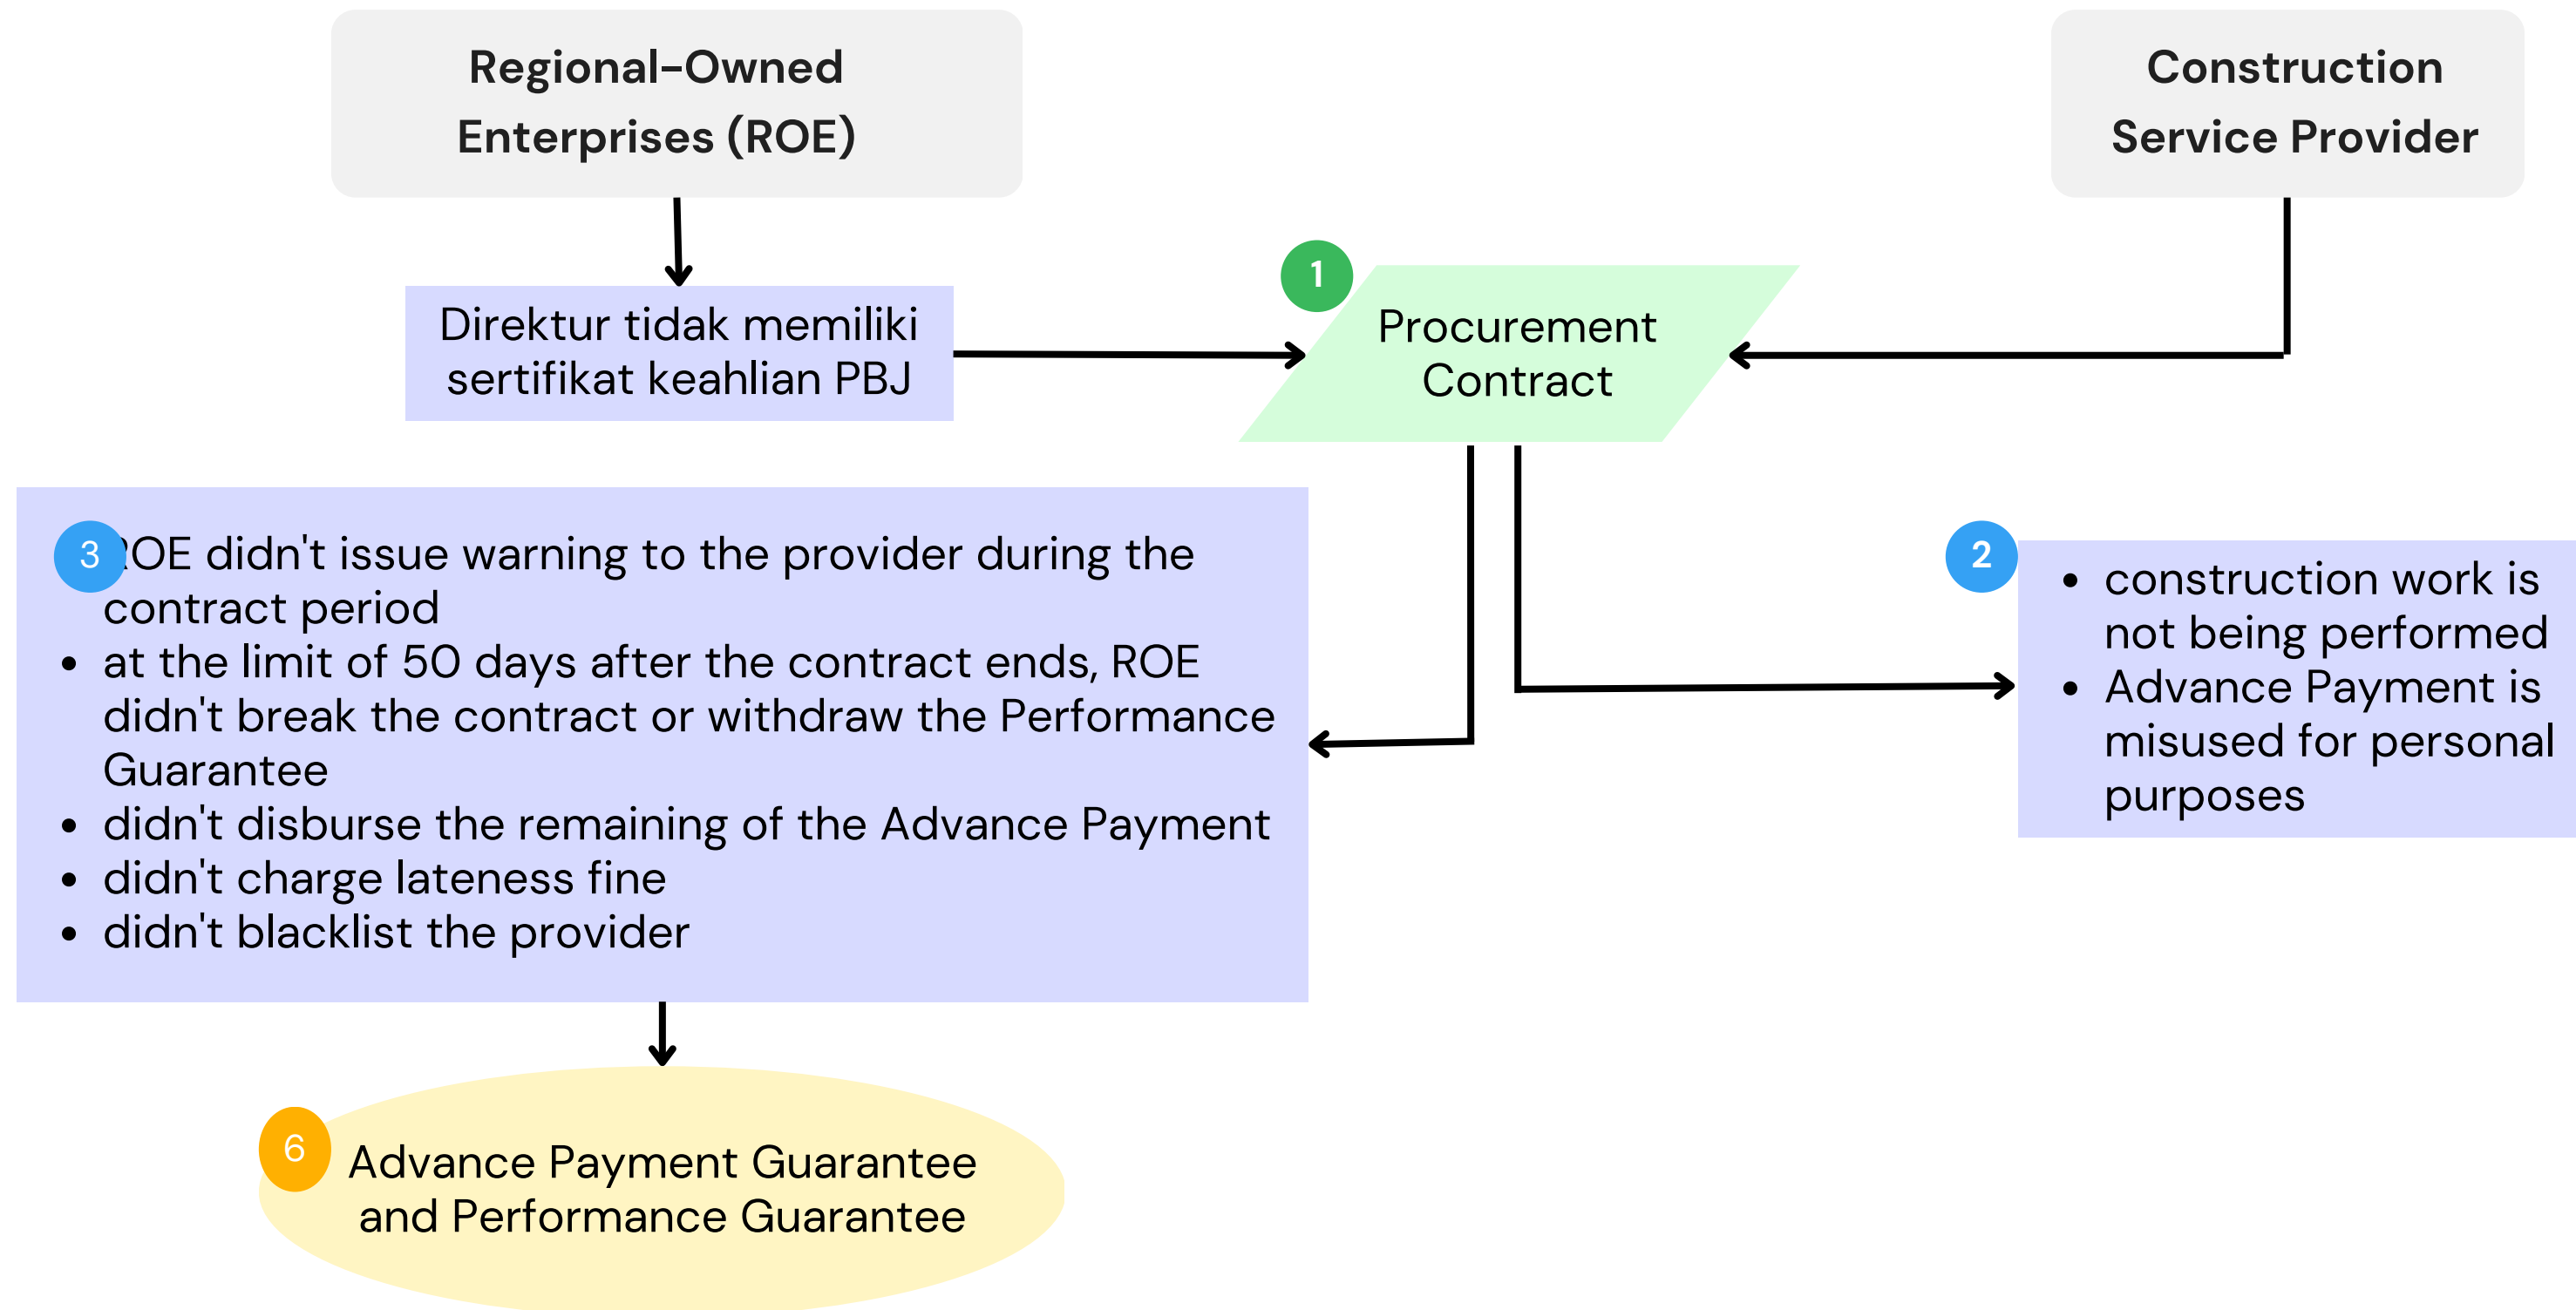 Regional-Owned
Enterprises (ROE)
Construction
Service Provider
Direktur tidak memiliki
sertifikat keahlian PBJ
1
Procurement
Contract
3
ROE didn't issue warning to the provider during the
contract period
• at the limit of 50 days after the contract ends, ROE
didn't break the contract or withdraw the Performance
Guarantee
• didn't disburse the remaining of the Advance Payment
• didn't charge lateness fine
• didn't blacklist the provider
2
• construction work is
not being performed
• Advance Payment is
misused for personal
purposes
6
Advance Payment Guarantee
and Performance Guarantee